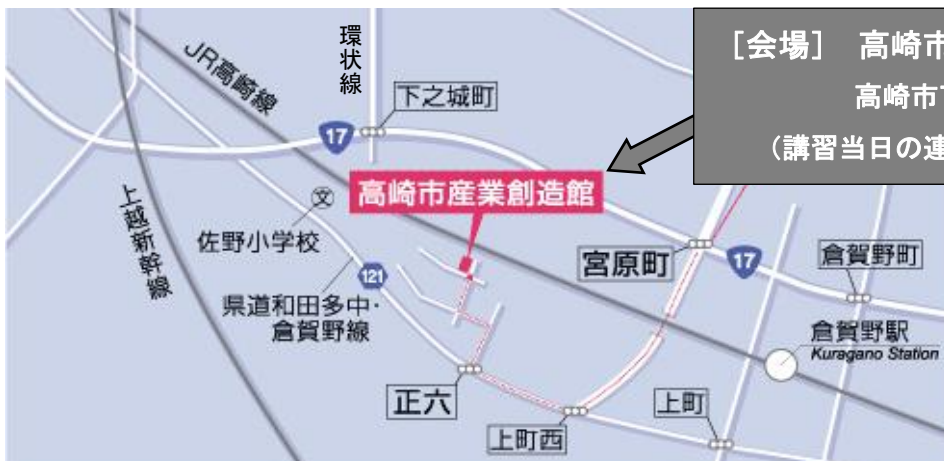 環状線
JR高崎線
下之城町
17
[会場] 高崎市
高崎市
(講習当日の連
高崎市産業創造館
文
佐野小学校
上越新幹線
121
県道和田多中・
倉賀野線
宮原町
17
倉賀野町
倉賀野駅
Kuragano Station
正六
上町西
上町